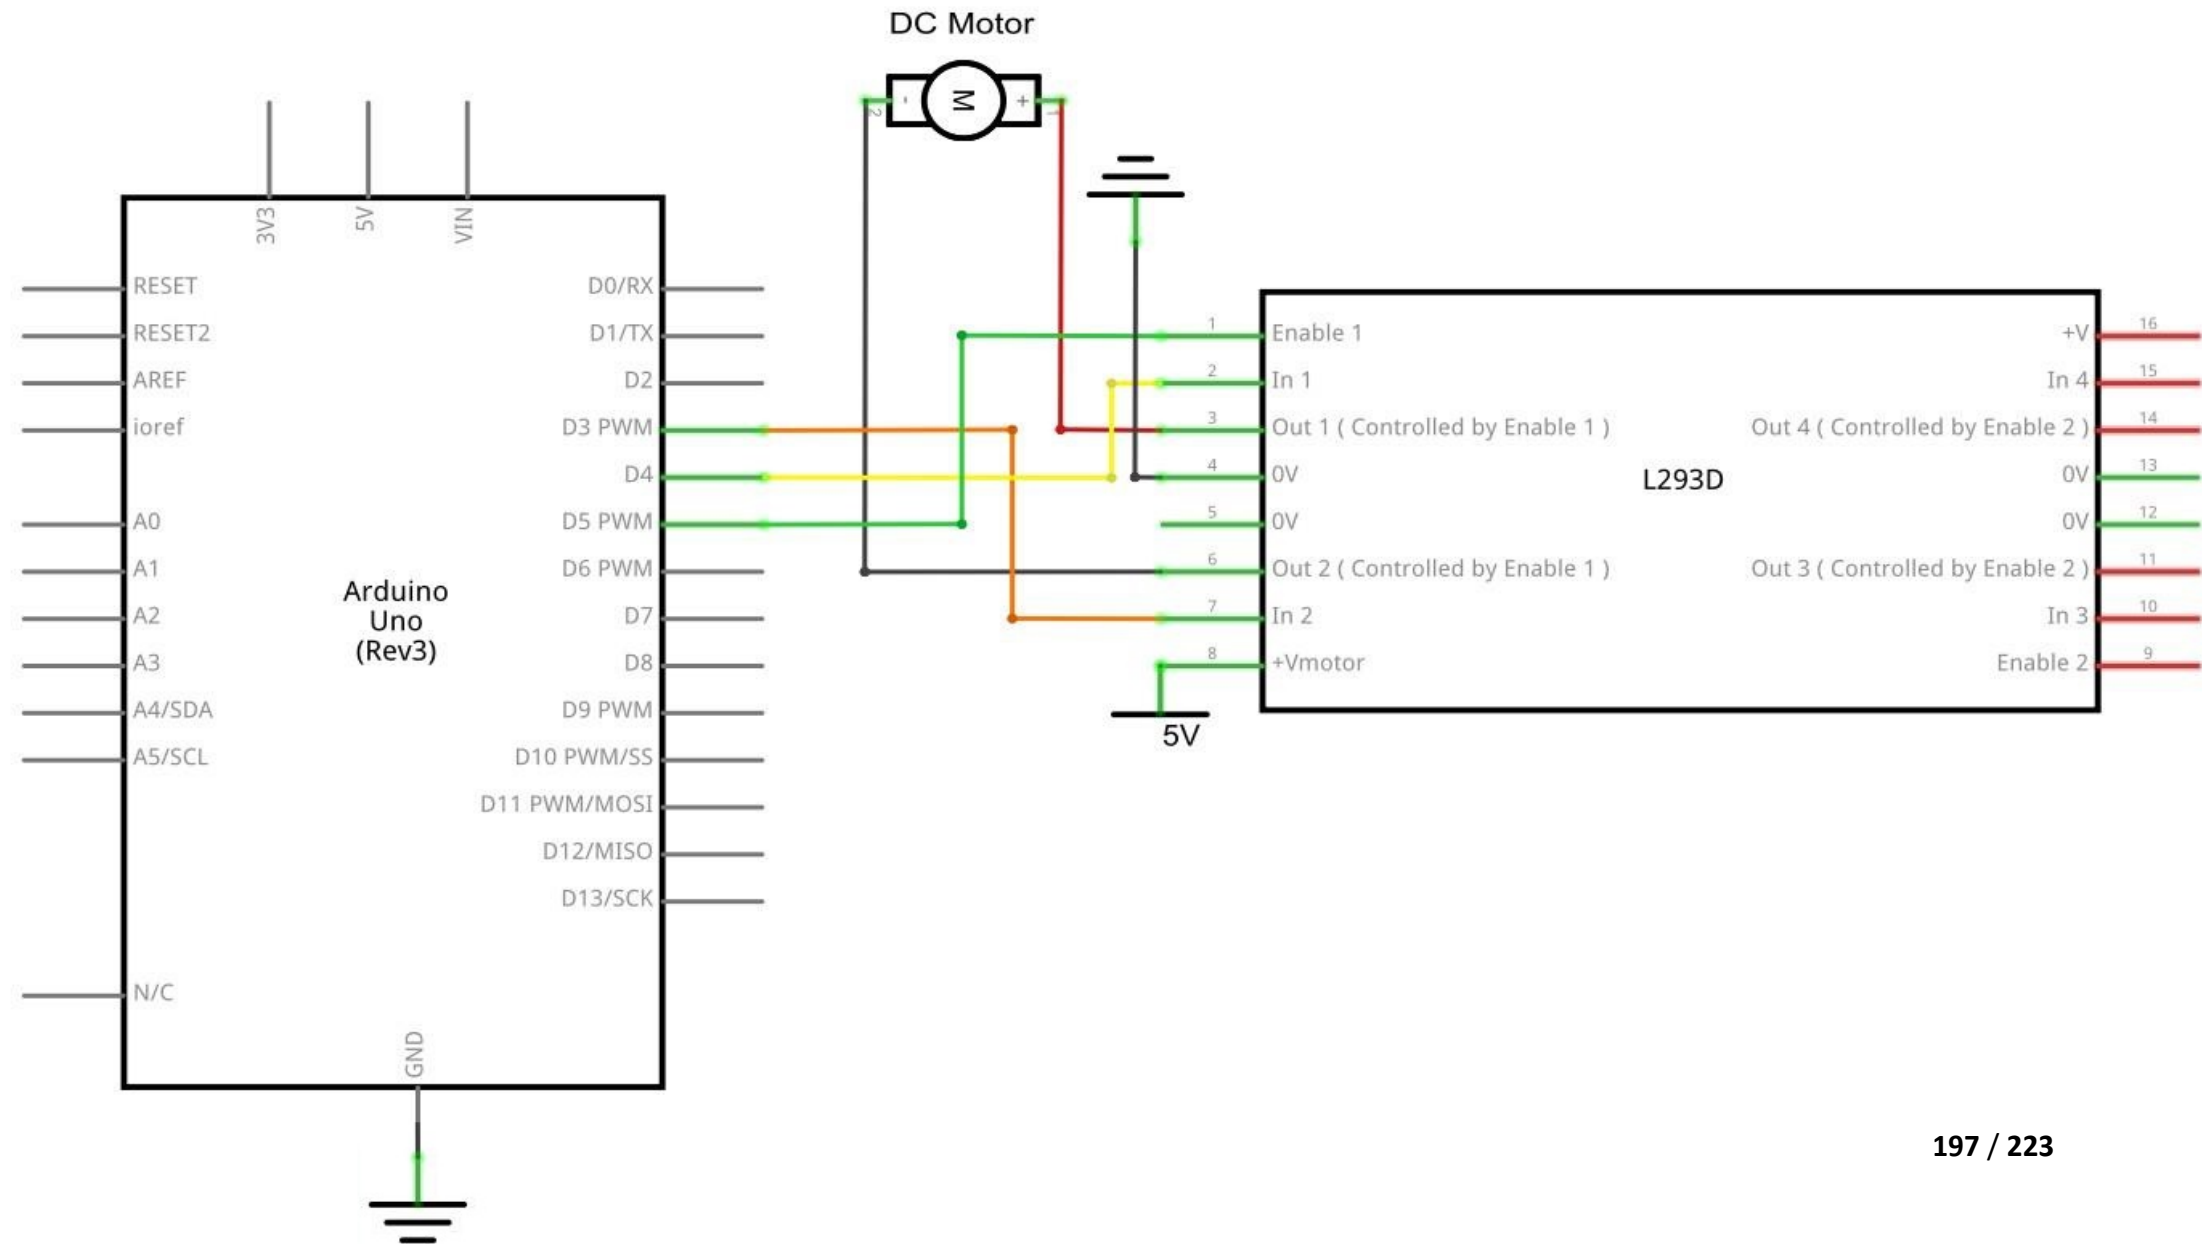 DC Motor
2
-
M
+
1
3V3
5V
VIN
RESET
RESET2
AREF
ioref
A0
A1
A2
A3
A4/SDA
A5/SCL
N/C
Arduino
Uno
(Rev3)
D0/RX
D1/TX
D2
D3 PWM
D4
D5 PWM
D6 PWM
D7
D8
D9 PWM
D10 PWM/SS
D11 PWM/MOSI
D12/MISO
D13/SCK
GND
1 Enable 1
2 In 1
3 Out 1 ( Controlled by Enable 1 )
4 0V
5 0V
6 Out 2 ( Controlled by Enable 1 )
7 In 2
8 +Vmotor
5V
L293D
+V 16
In 4 15
Out 4 ( Controlled by Enable 2 ) 14
0V 13
0V 12
Out 3 ( Controlled by Enable 2 ) 11
In 3 10
Enable 2 9
197 / 223